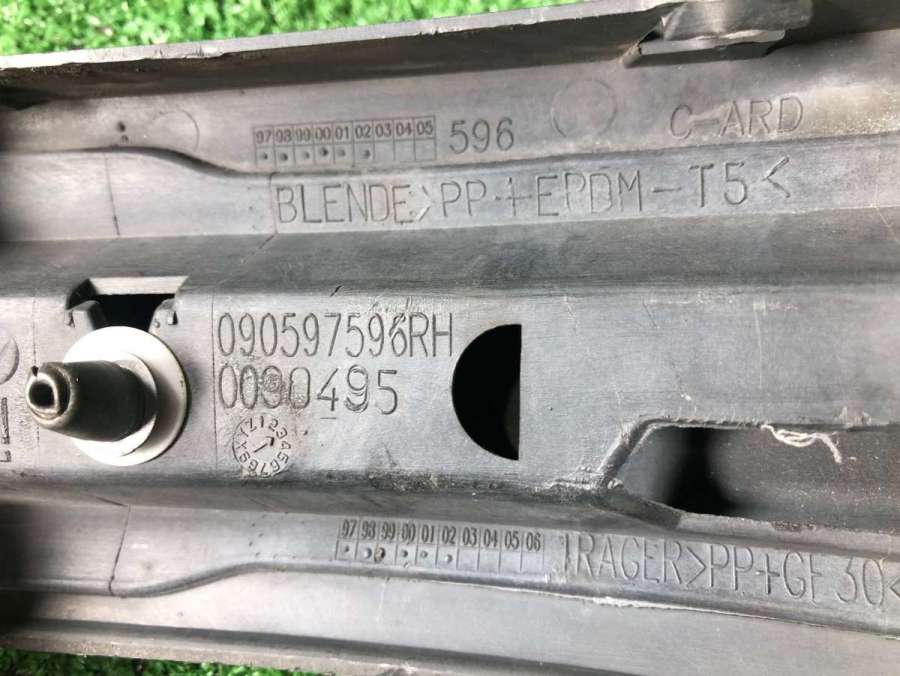 97 98 99 00 01 02 03 04 05 596 C-ARD
BLENDE>PP+EPDM-T5<
090597596RH
0090495
97 98 99 00 01 02 03 04 05 06 TRAGER>PP+GF30<